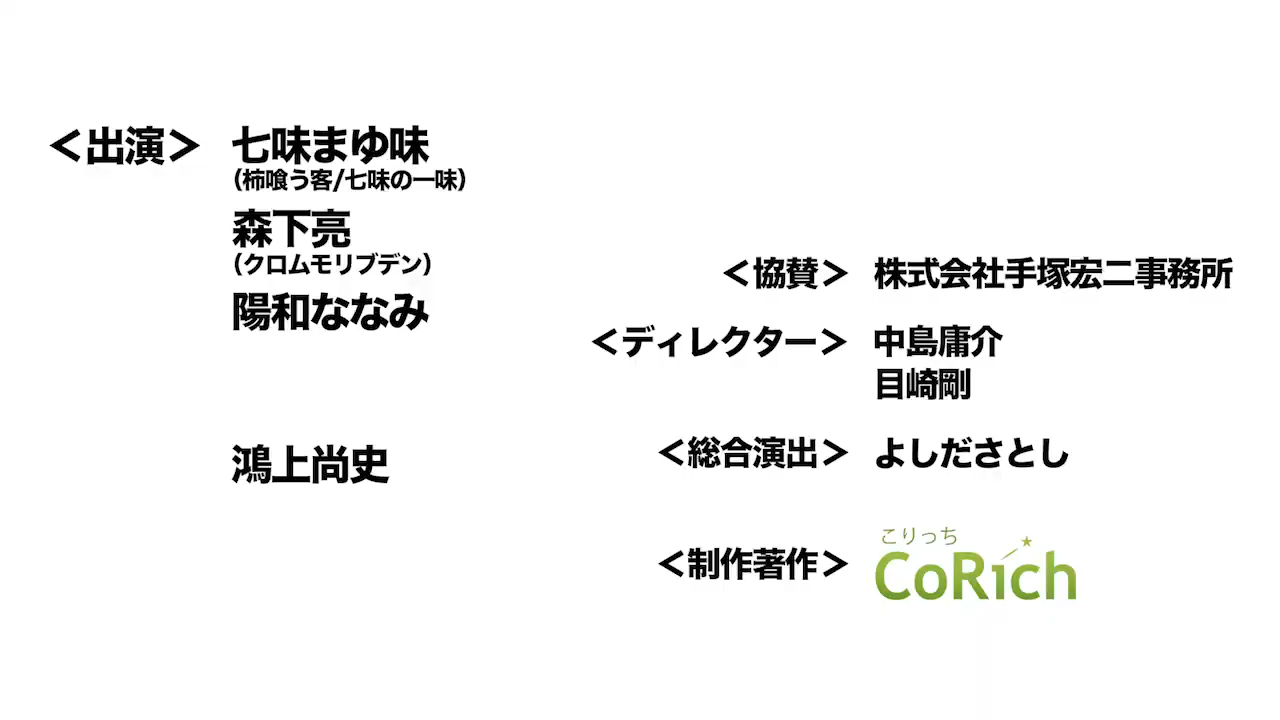 <出演> 七味まゆ味
(柿喰う客/七味の一味)
森下亮
(クロムモリブデン)
陽和ななみ
鴻上尚史
<協賛> 株式会社手塚宏二事務所
<ディレクター> 中島庸介
目崎剛
<総合演出> よしださとし
<制作著作> こりっち
CoRich